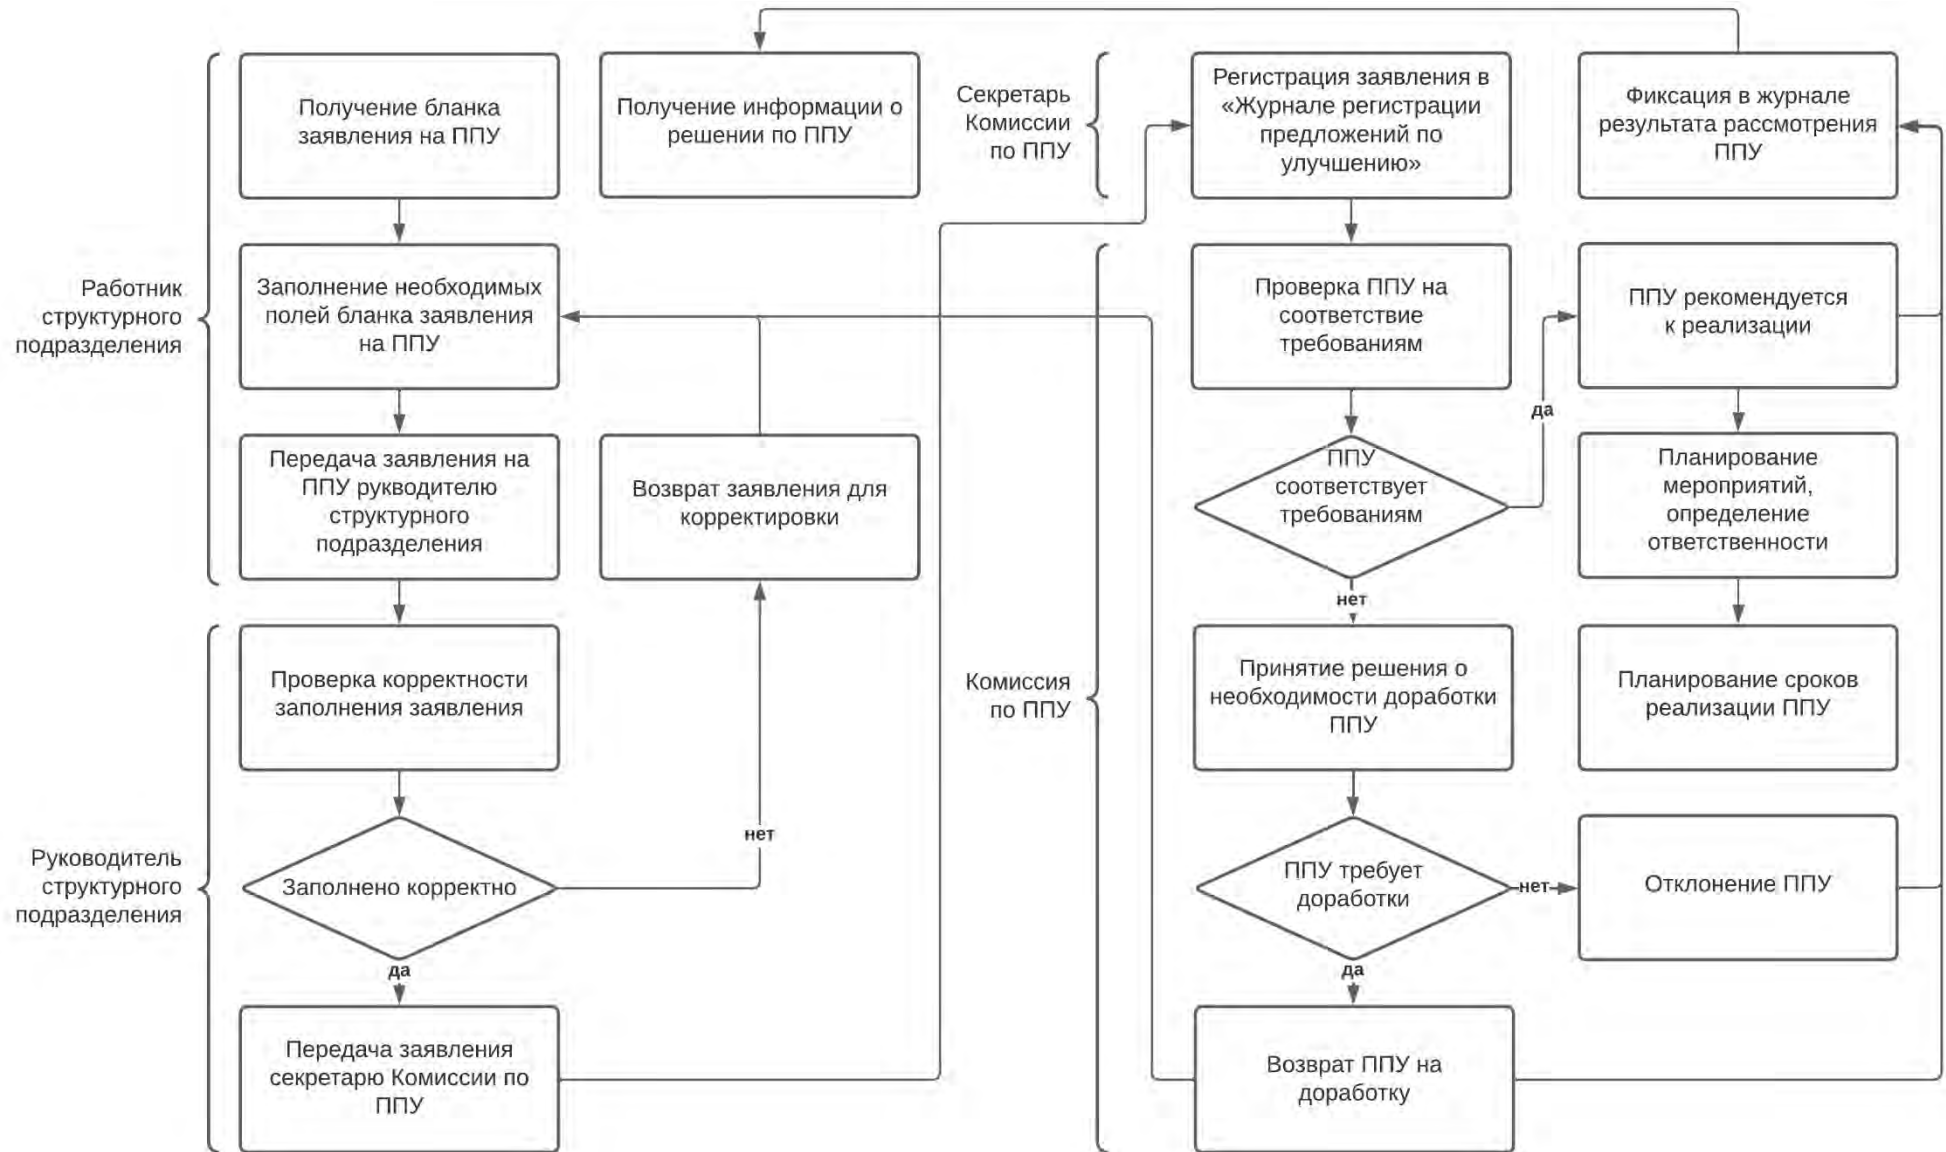 Работник
структурного
подразделения
Получение бланка
заявления на ППУ
Получение информации о
решении по ППУ
Заполнение необходимых
полей бланка заявления
на ППУ
Передача заявления на
ППУ рукводителю
структурного
подразделения
Возврат заявления для
корректировки
Руководитель
структурного
подразделения
Проверка корректности
заполнения заявления
Заполнено корректно
нет
да
Передача заявления
секретарю Комиссии по
ППУ
Секретарь
Комиссии
по ППУ
Регистрация заявления в
«Журнале регистрации
предложений по
улучшению»
Фиксация в журнале
результата рассмотрения
ППУ
Комиссия
по ППУ
Проверка ППУ на
соответствие
требованиям
ППУ
соответствует
требованиям
да
ППУ рекомендуется
к реализации
Планирование
мероприятий,
определение
ответственности
Планирование сроков
реализации ППУ
нет
Принятие решения о
необходимости доработки
ППУ
ППУ требует
доработки
нет
Отклонение ППУ
да
Возврат ППУ на
доработку